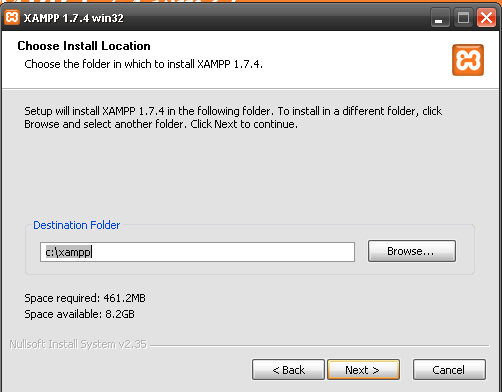 XAMPP 1.7.4 win32
Choose Install Location
Choose the folder in which to install XAMPP 1.7.4.
Setup will install XAMPP 1.7.4 in the following folder. To install in a different folder, click
Browse and select another folder. Click Next to continue.
Destination Folder
c:\xampp
Browse...
Space required: 461.2MB
Space available: 8.2GB
Nullsoft Install System v2.35
< Back
Next >
Cancel